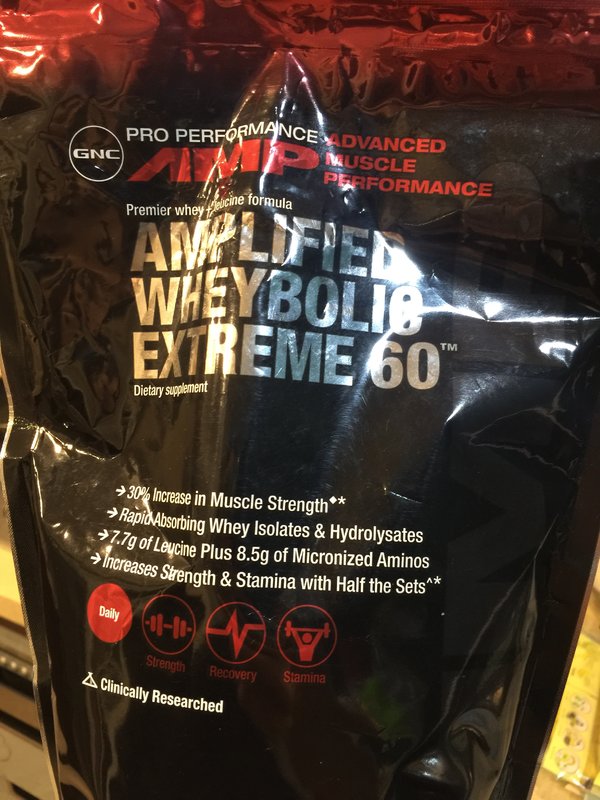 GNC
PRO PERFORMANCE
AMP
ADVANCED
MUSCLE
PERFORMANCE
Premier whey + leucine formula
AMPLIFIED
WHEYBOLIC
EXTREME 60™
Dietary supplement
→30% Increase in Muscle Strength◆*
→Rapid Absorbing Whey Isolates & Hydrolysates
→7.7g of Leucine Plus 8.5g of Micronized Aminos
→Increases Strength & Stamina with Half the Sets^*
Daily
Strength
Recovery
Stamina
Clinically Researched